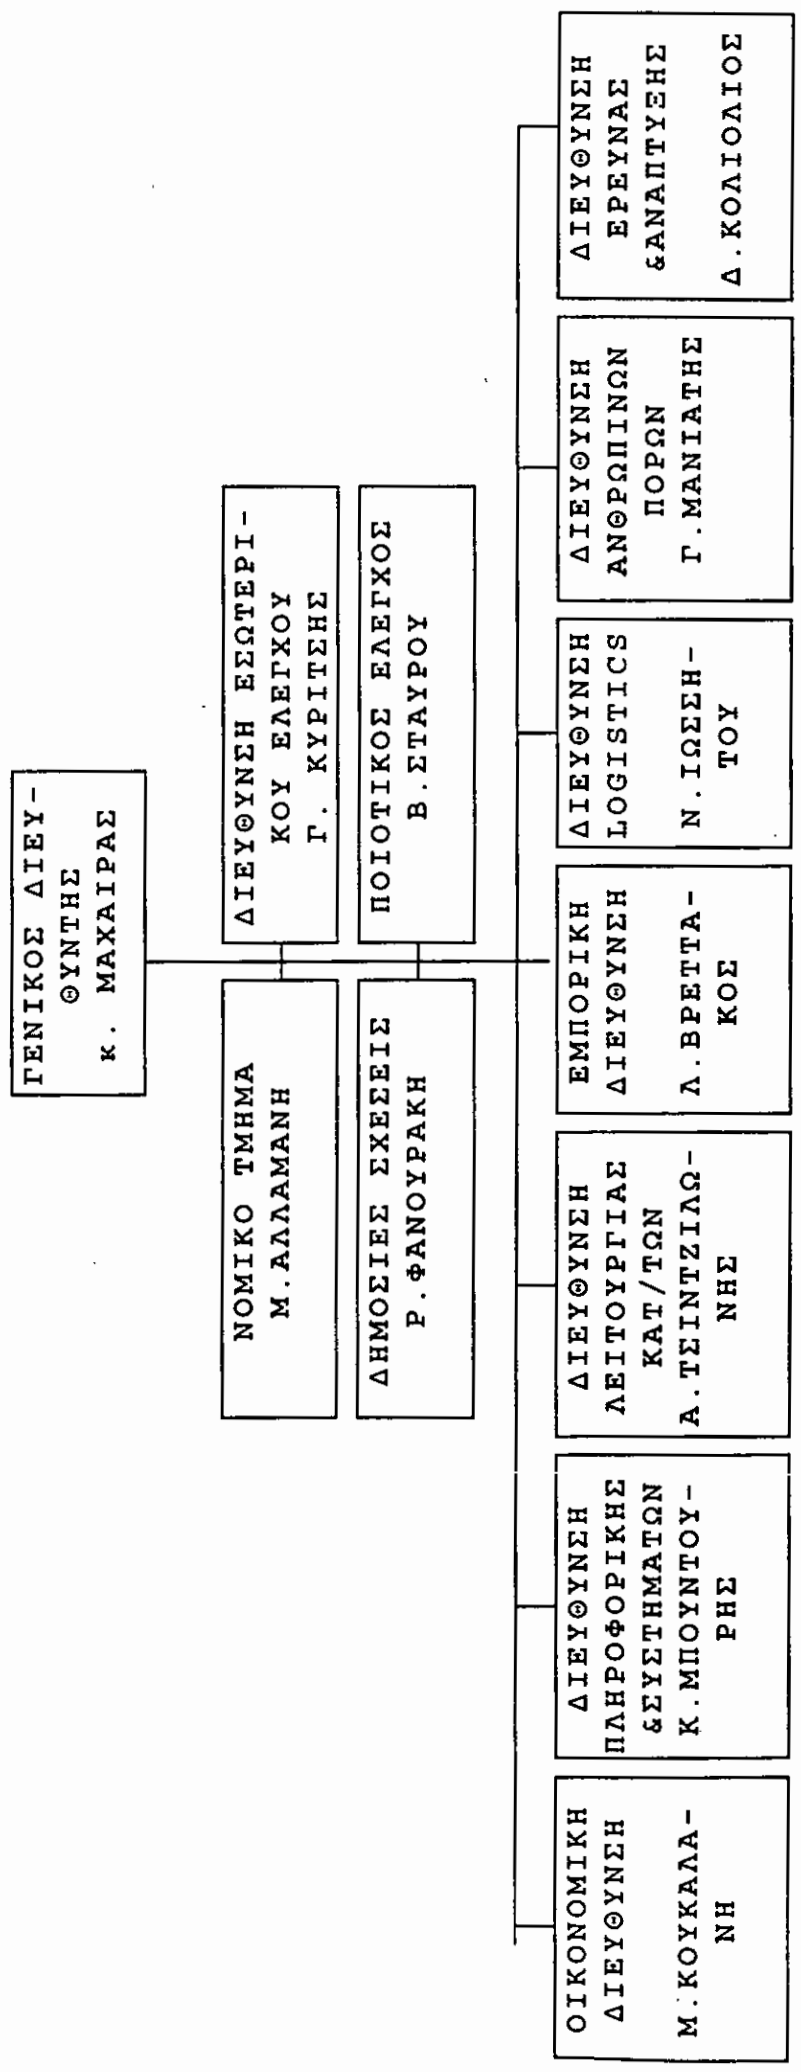 ΓΕΝΙΚΟΣ ΔΙΕΥ-
ΘΥΝΤΗΣ
κ. ΜΑΧΑΙΡΑΣ
ΝΟΜΙΚΟ ΤΜΗΜΑ
Μ.ΑΛΛΑΜΑΝΗ
ΔΙΕΥΘΥΝΣΗ ΕΣΩΤΕΡΙ-
ΚΟΥ ΕΛΕΓΧΟΥ
Γ. ΚΥΡΙΤΣΗΣ
ΔΗΜΟΣΙΕΣ ΣΧΕΣΕΙΣ
Ρ.ΦΑΝΟΥΡΑΚΗ
ΠΟΙΟΤΙΚΟΣ ΕΛΕΓΧΟΣ
Β.ΣΤΑΥΡΟΥ
ΟΙΚΟΝΟΜΙΚΗ
ΔΙΕΥΘΥΝΣΗ
Μ.ΚΟΥΚΑΛΑ-
ΝΗ
ΔΙΕΥΘΥΝΣΗ
ΠΛΗΡΟΦΟΡΙΚΗΣ
&ΣΥΣΤΗΜΑΤΩΝ
Κ.ΜΠΟΥΝΤΟΥ-
ΡΗΣ
ΔΙΕΥΘΥΝΣΗ
ΛΕΙΤΟΥΡΓΙΑΣ
ΚΑΤ/ΤΩΝ
Α.ΤΣΙΝΤΖΙΛΩ-
ΝΗΣ
ΕΜΠΟΡΙΚΗ
ΔΙΕΥΘΥΝΣΗ
Λ.ΒΡΕΤΤΑ-
ΚΟΣ
ΔΙΕΥΘΥΝΣΗ
LOGISTICS
Ν.ΙΩΣΣΗ-
ΤΟΥ
ΔΙΕΥΘΥΝΣΗ
ΑΝΘΡΩΠΙΝΩΝ
ΠΟΡΩΝ
Γ.ΜΑΝΙΑΤΗΣ
ΔΙΕΥΘΥΝΣΗ
ΕΡΕΥΝΑΣ
&ΑΝΑΠΤΥΞΗΣ
Δ.ΚΟΛΙΟΛΙΟΣ